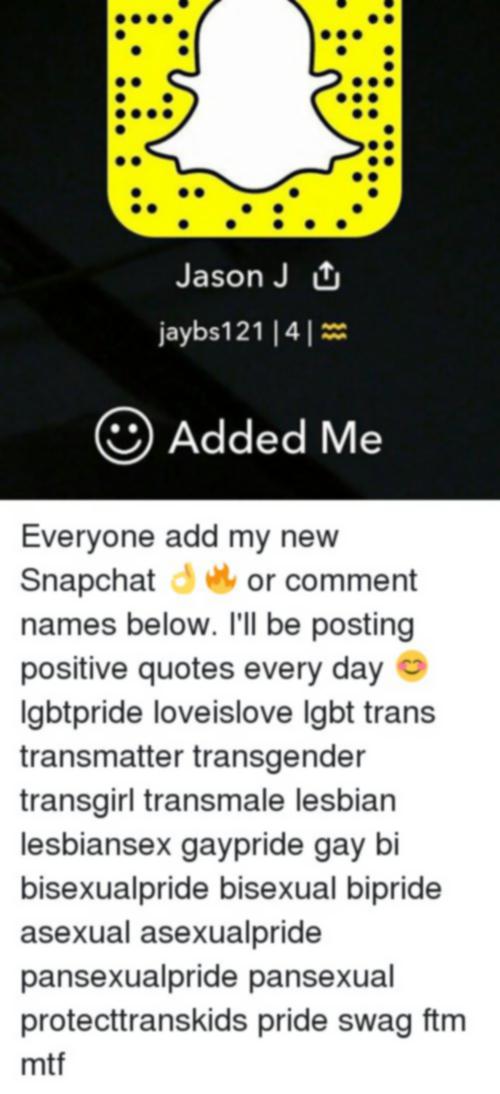 Jason J
jaybs121 | 4 | ♒
Added Me
Everyone add my new
Snapchat 👌🔥 or comment
names below. I'll be posting
positive quotes every day 😊
lgbtpride loveislove lgbt trans
transmatter transgender
transgirl transmale lesbian
lesbiansex gaypride gay bi
bisexualpride bisexual bipride
asexual asexualpride
pansexualpride pansexual
protecttranskids pride swag ftm
mtf